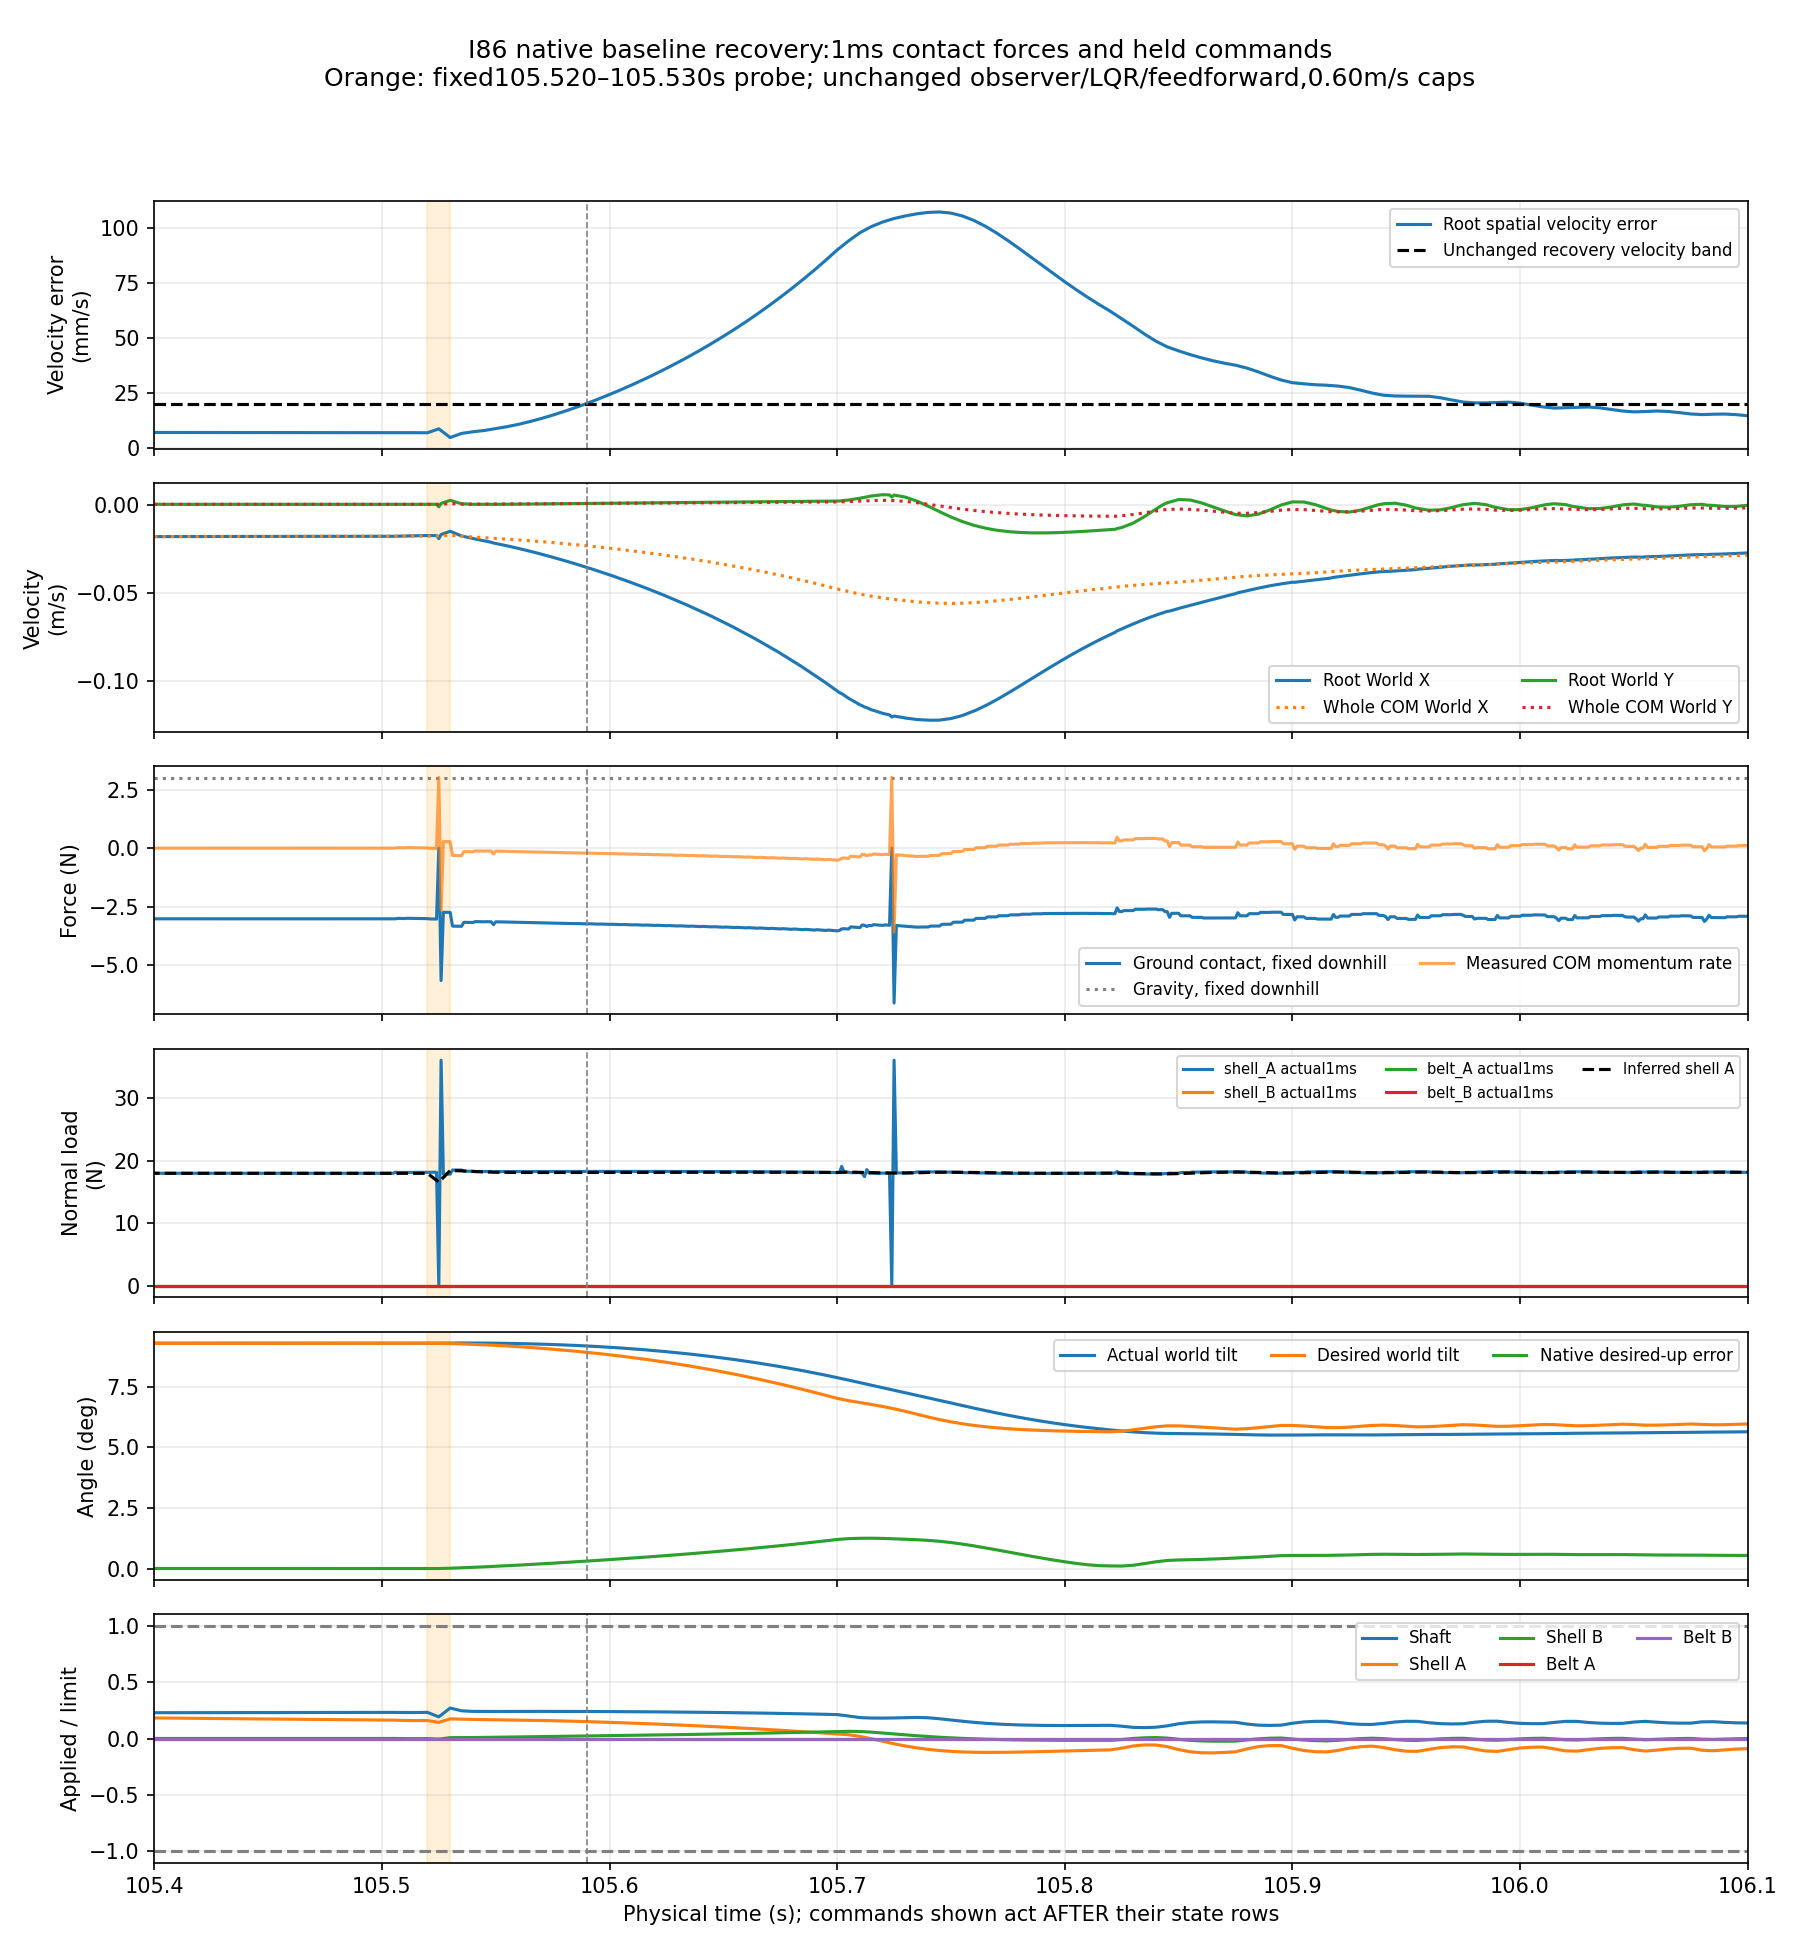 I86 native baseline recovery:1ms contact forces and held commands
Orange: fixed105.520–105.530s probe; unchanged observer/LQR/feedforward,0.60m/s caps
Velocity error
(mm/s)
100
75
50
25
0
Root spatial velocity error
Unchanged recovery velocity band
Velocity
(m/s)
0.00
−0.05
−0.10
Root World X
Whole COM World X
Root World Y
Whole COM World Y
Force (N)
2.5
0.0
−2.5
−5.0
Ground contact, fixed downhill
Gravity, fixed downhill
Measured COM momentum rate
Normal load
(N)
30
20
10
0
shell_A actual1ms
shell_B actual1ms
belt_A actual1ms
belt_B actual1ms
Inferred shell A
Angle (deg)
7.5
5.0
2.5
0.0
Actual world tilt
Desired world tilt
Native desired-up error
Applied / limit
1.0
0.5
0.0
−0.5
−1.0
Shaft
Shell A
Shell B
Belt A
Belt B
105.4
105.5
105.6
105.7
105.8
105.9
106.0
106.1
Physical time (s); commands shown act AFTER their state rows